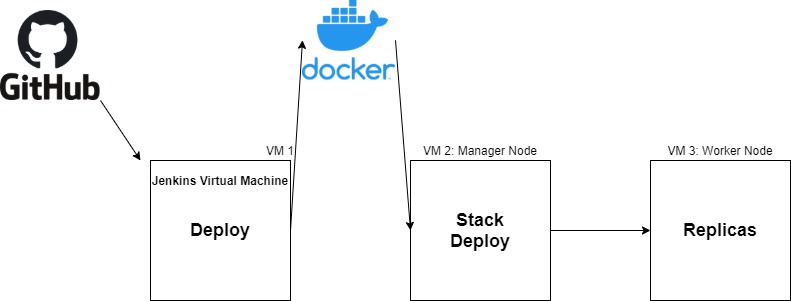 GitHub
docker
VM 1
VM 2: Manager Node
VM 3: Worker Node
Jenkins Virtual Machine
Deploy
Stack
Deploy
Replicas